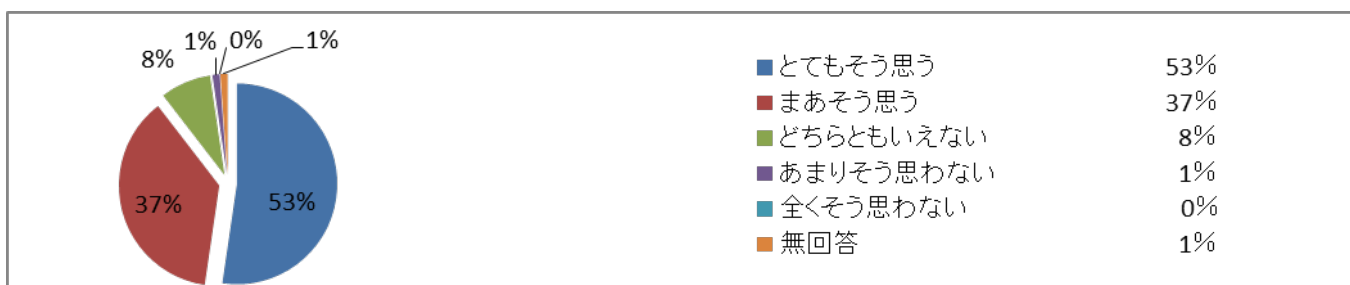 1% 0% 1%
8%
37% 53%
とてもそう思う 53%
まあそう思う 37%
どちらともいえない 8%
あまりそう思わない 1%
全くそう思わない 0%
無回答 1%